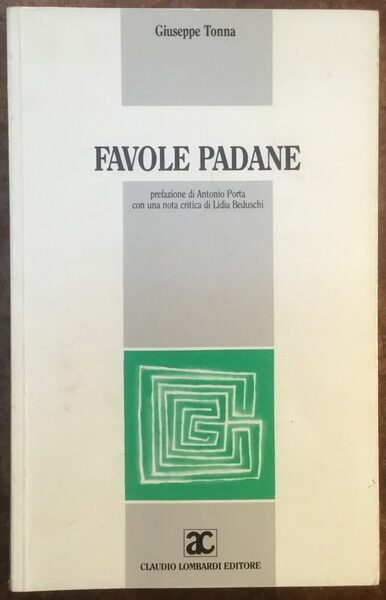 Giuseppe Tonna
FAVOLE PADANE
prefazione di Antonio Porta
con una nota critica di Lidia Beduschi
ac
CLAUDIO LOMBARDI EDITORE